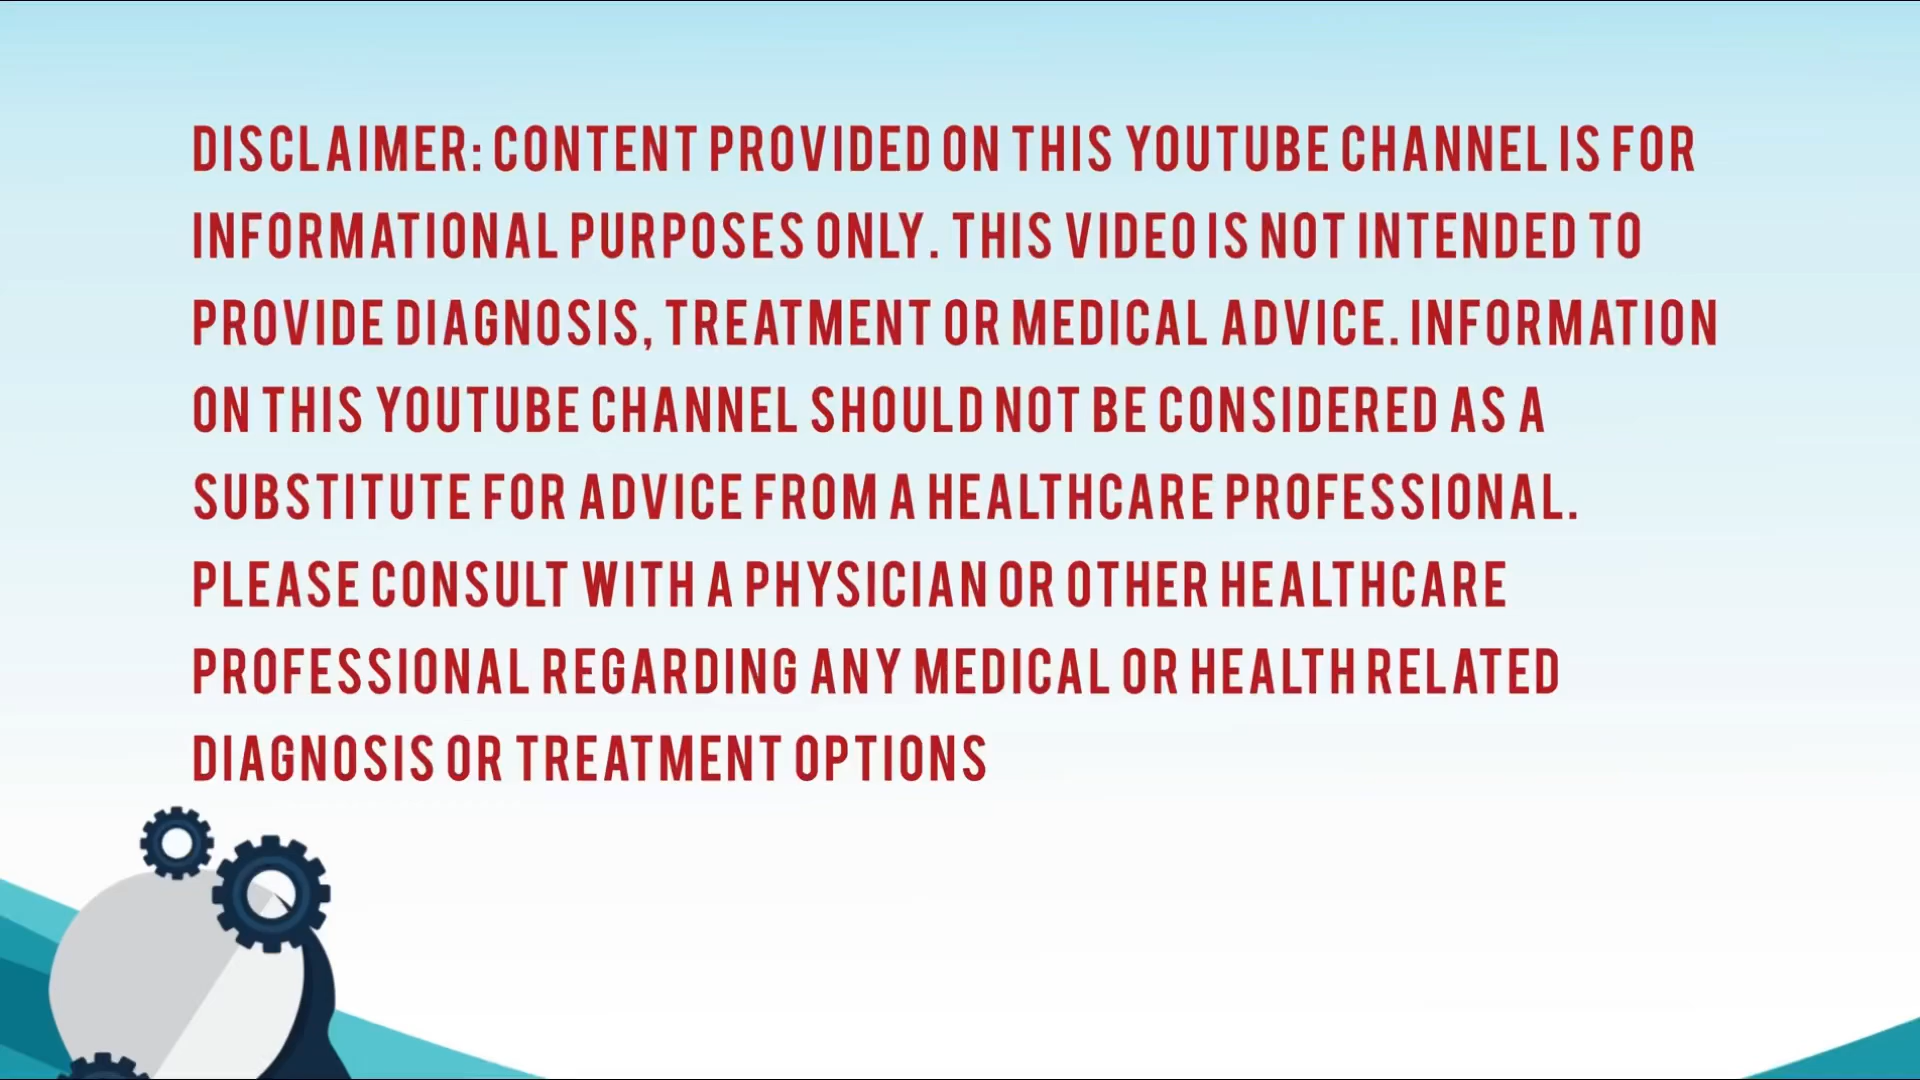 DISCLAIMER: CONTENT PROVIDED ON THIS YOUTUBE CHANNEL IS FOR
INFORMATIONAL PURPOSES ONLY. THIS VIDEO IS NOT INTENDED TO
PROVIDE DIAGNOSIS, TREATMENT OR MEDICAL ADVICE. INFORMATION
ON THIS YOUTUBE CHANNEL SHOULD NOT BE CONSIDERED AS A
SUBSTITUTE FOR ADVICE FROM A HEALTHCARE PROFESSIONAL.
PLEASE CONSULT WITH A PHYSICIAN OR OTHER HEALTHCARE
PROFESSIONAL REGARDING ANY MEDICAL OR HEALTH RELATED
DIAGNOSIS OR TREATMENT OPTIONS